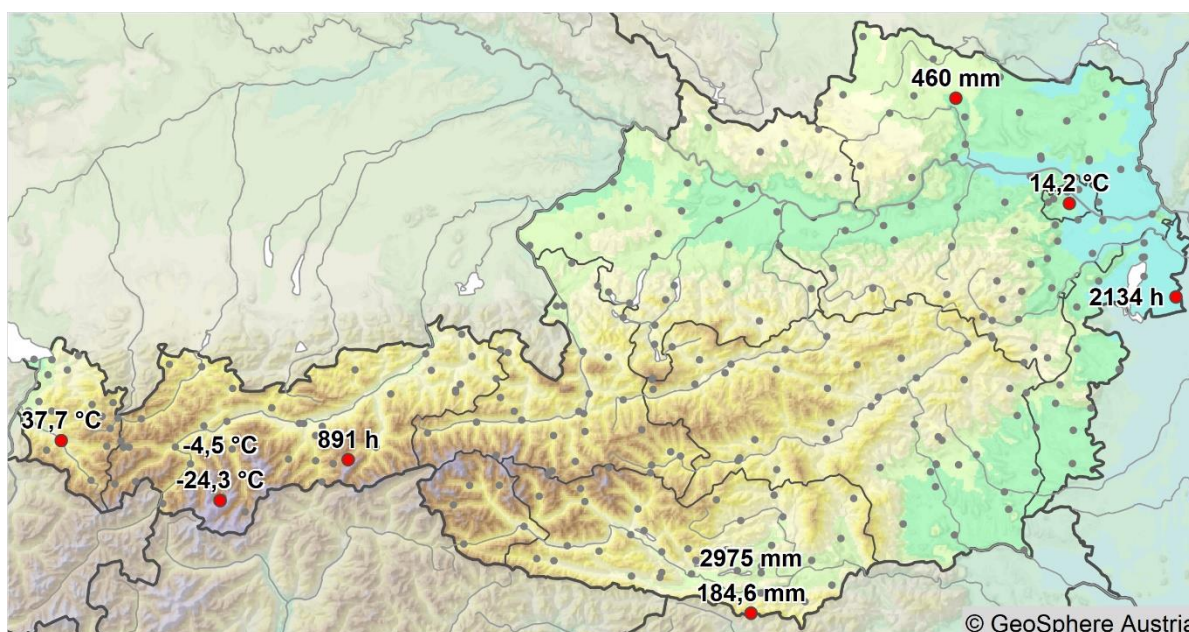 460 mm
14,2 °C
2134 h
37,7 °C
-4,5 °C
891 h
-24,3 °C
2975 mm
184,6 mm
© GeoSphere Austria